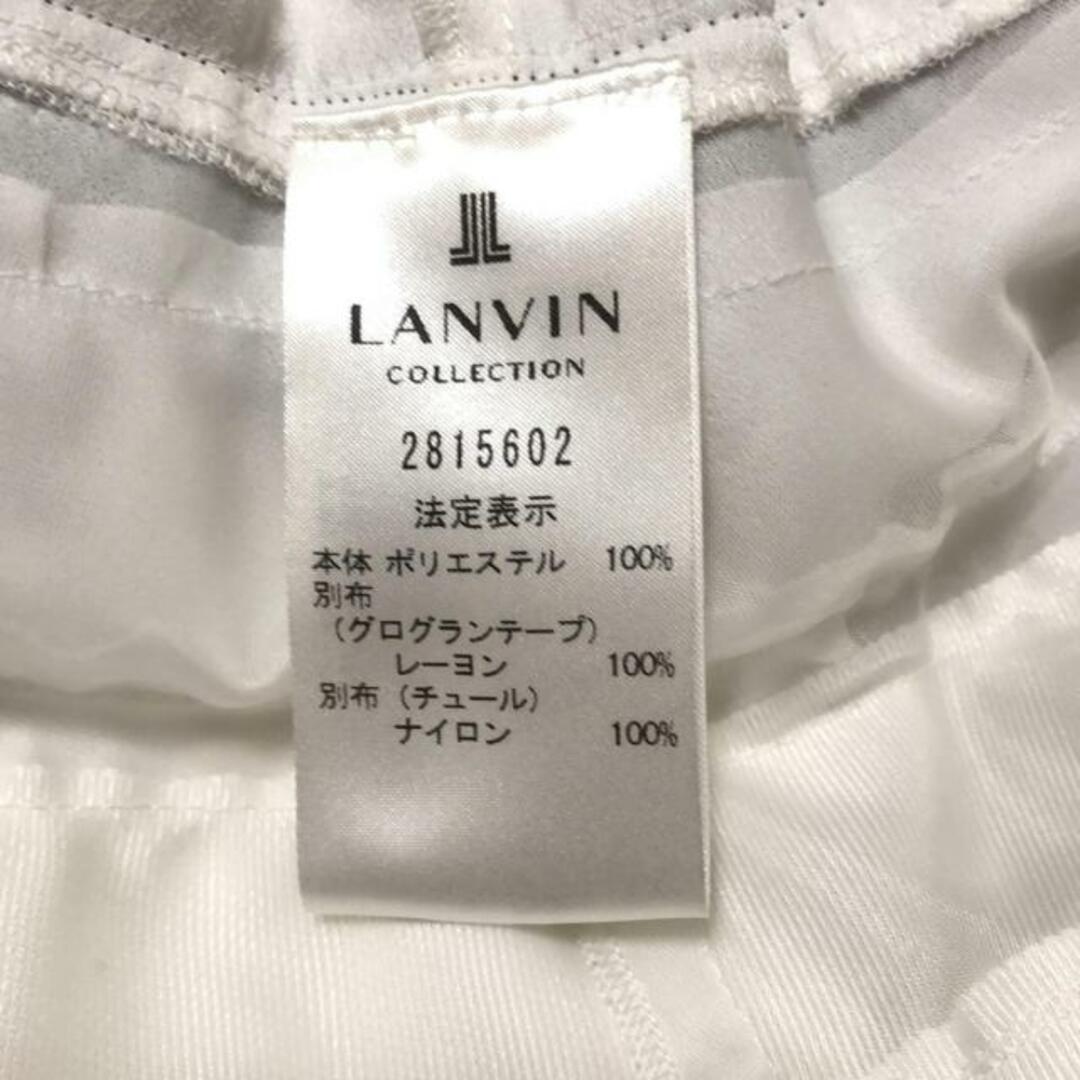 LANVIN
COLLECTION
2815602
法定表示
本体 ポリエステル 100%
別布
（グログランテープ）
レーヨン 100%
別布（チュール）
ナイロン 100%